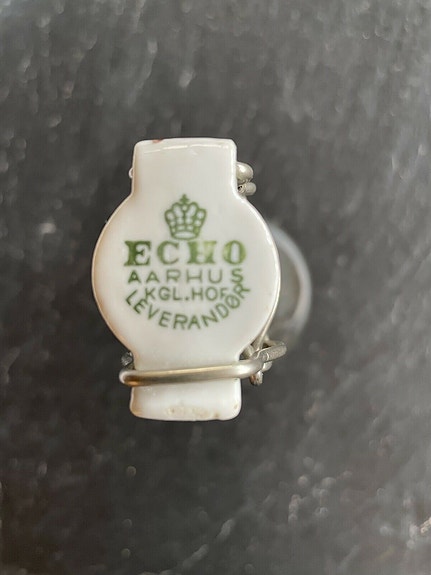 ECHO
AARHUS
KGL.HOF
LEVERANDØR